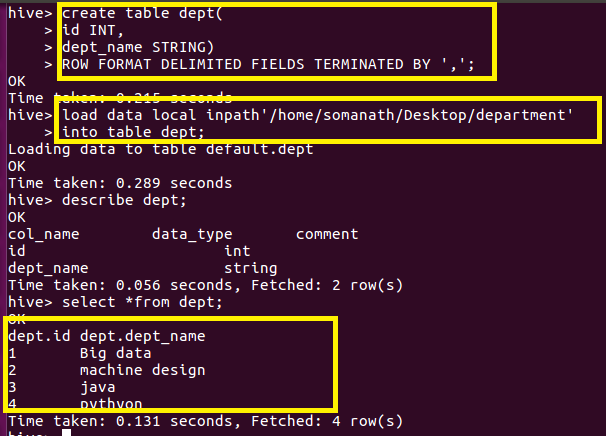 hive> create table dept(
    > id INT,
    > dept_name STRING)
    > ROW FORMAT DELIMITED FIELDS TERMINATED BY ',';
OK
Time taken: 0.215 seconds
hive> load data local inpath'/home/somanath/Desktop/department'
    > into table dept;
Loading data to table default.dept
OK
Time taken: 0.289 seconds
hive> describe dept;
OK
col_name data_type comment
id int
dept_name string
Time taken: 0.056 seconds, Fetched: 2 row(s)
hive> select *from dept;
OK
dept.id dept.dept_name
1 Big data
2 machine design
3 java
4 pythyon
Time taken: 0.131 seconds, Fetched: 4 row(s)
hive>